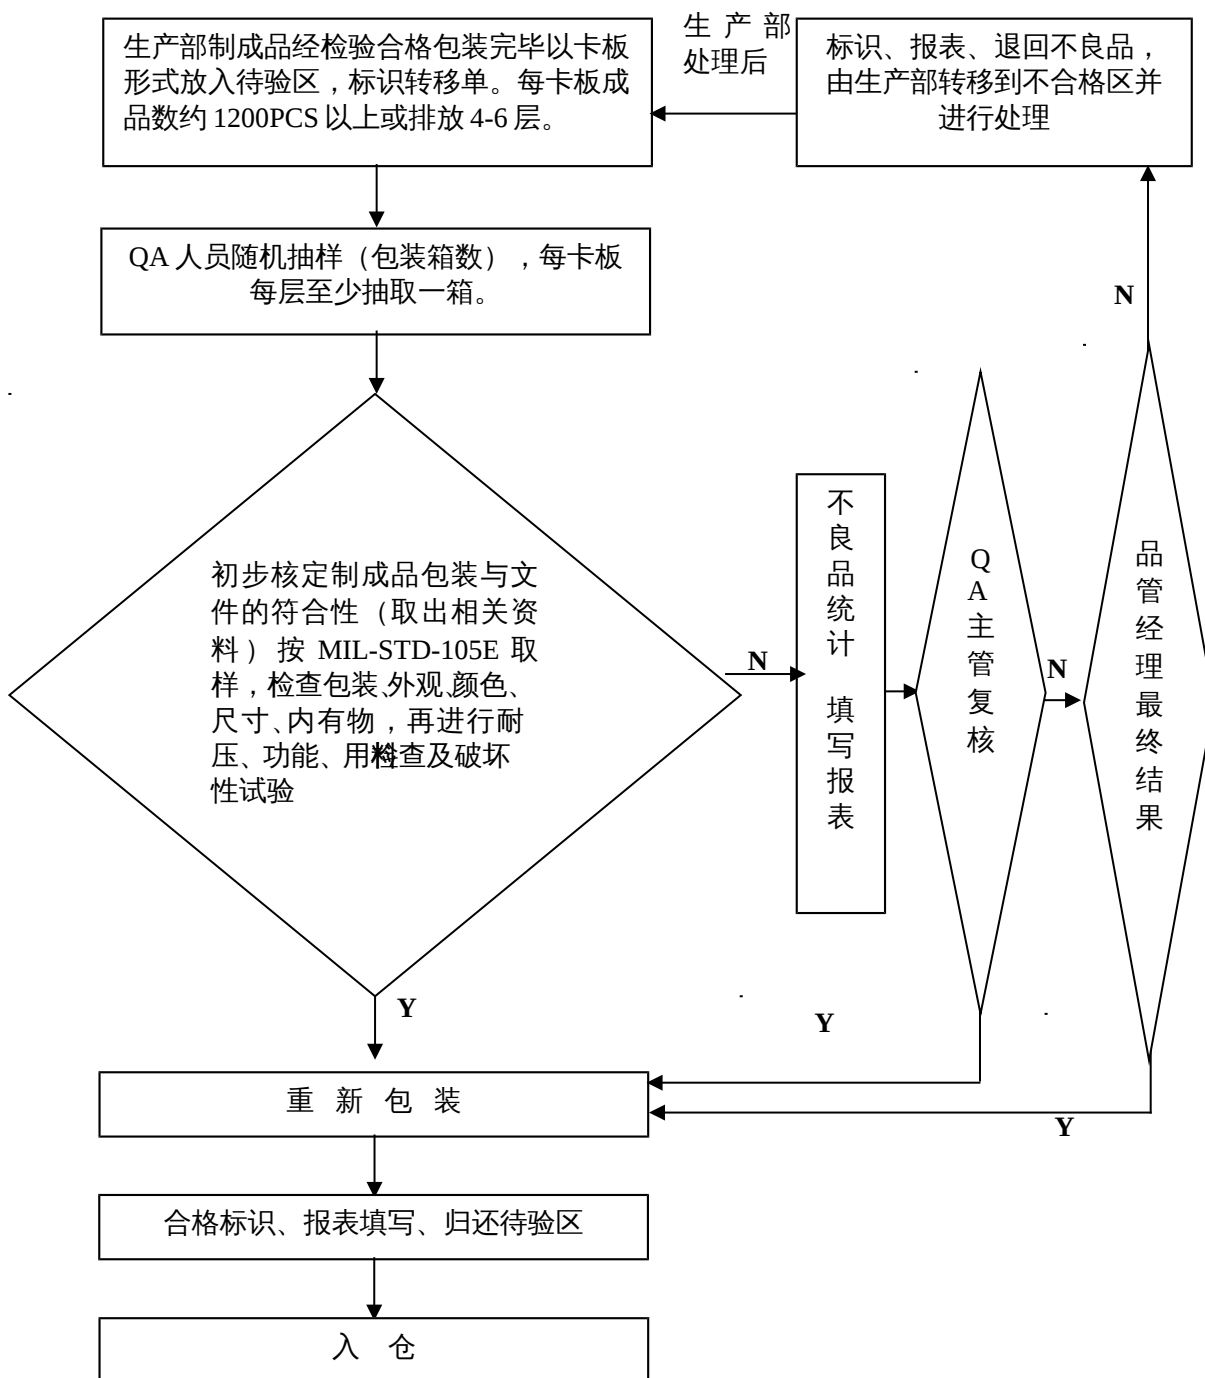 生产部制成品经检验合格包装完毕以卡板
形式放入待验区，标识转移单。每卡板成
品数约 1200PCS 以上或排放 4-6 层。
生 产 部
处理后
标识、报表、退回不良品，
由生产部转移到不合格区并
进行处理
QA 人员随机抽样（包装箱数），每卡板
每层至少抽取一箱。
N
初步核定制成品包装与文
件的符合性（取出相关资
料）按 MIL-STD-105E 取
样，检查包装、外观、颜色、
尺寸、内有物，再进行耐
压、功能、用料检查及破坏
性试验
N
不
良
品
统
计
填
写
报
表
Q
A
主
管
复
核
N
品
管
经
理
最
终
结
果
Y
Y
Y
重 新 包 装
合格标识、报表填写、归还待验区
入 仓